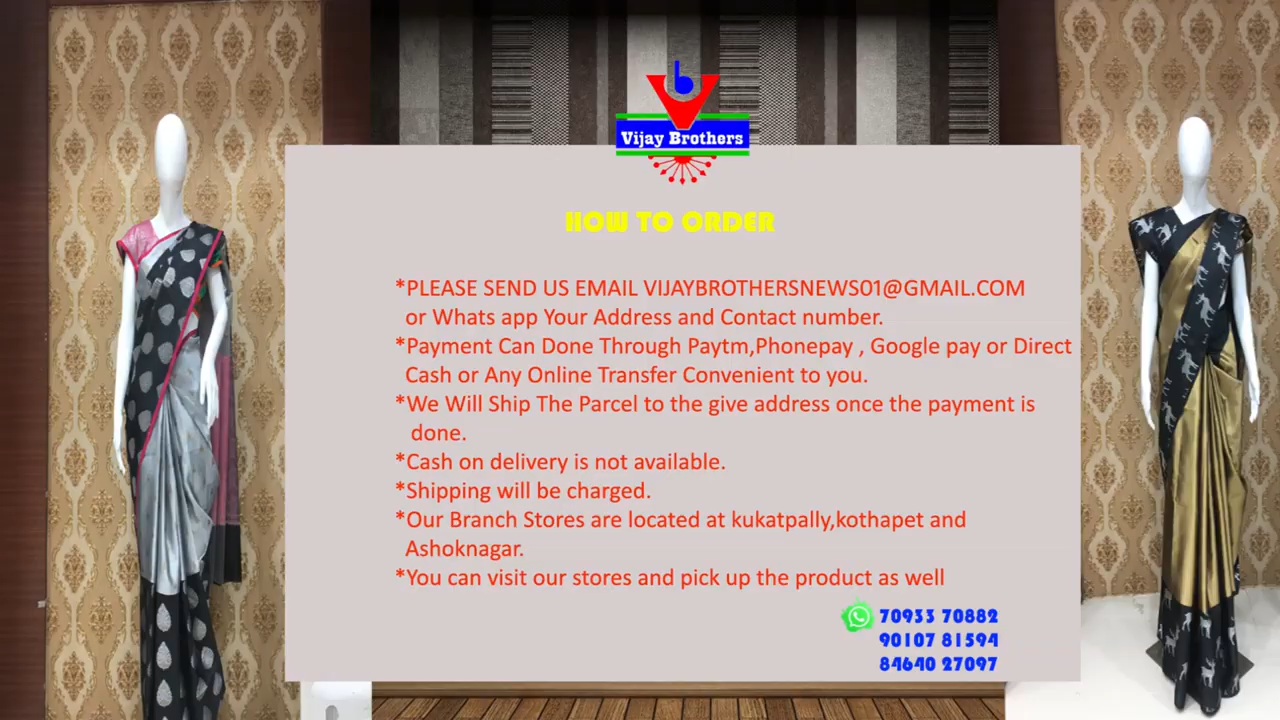 b
Vijay Brothers
HOW TO ORDER
*PLEASE SEND US EMAIL VIJAYBROTHERSNEWS01@GMAIL.COM
or Whats app Your Address and Contact number.
*Payment Can Done Through Paytm,Phonepay , Google pay or Direct
Cash or Any Online Transfer Convenient to you.
*We Will Ship The Parcel to the give address once the payment is
done.
*Cash on delivery is not available.
*Shipping will be charged.
*Our Branch Stores are located at kukatpally,kothapet and
Ashoknagar.
*You can visit our stores and pick up the product as well
70933 70882
90107 81594
84640 27097